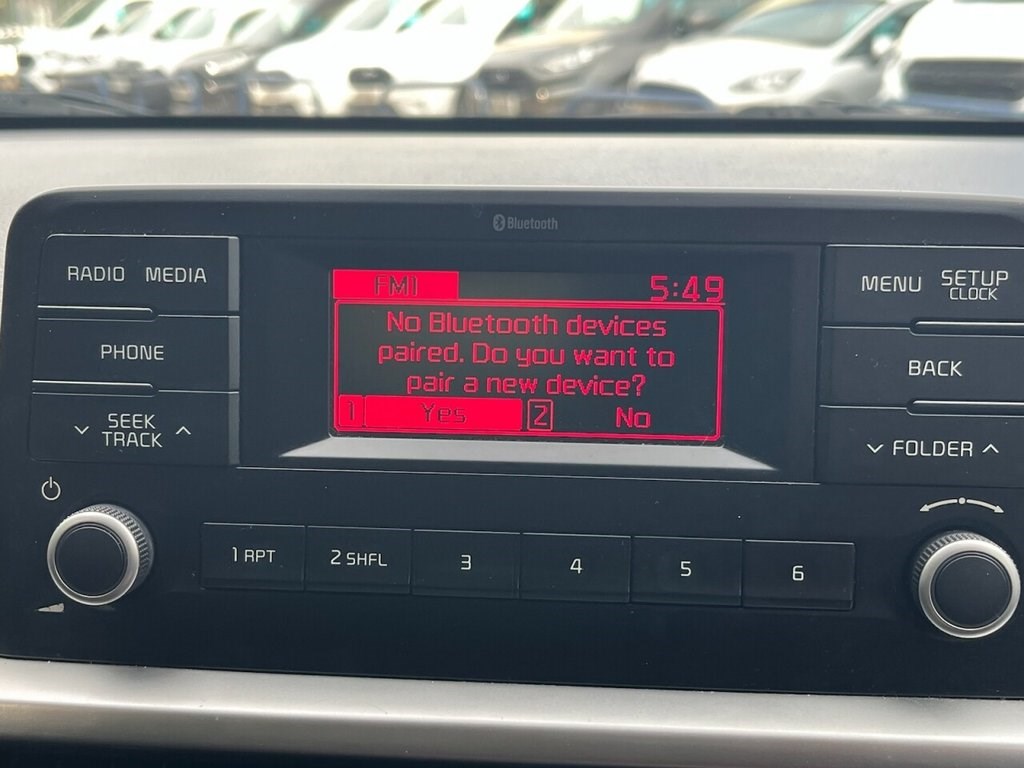 Bluetooth
RADIO MEDIA
PHONE
SEEK
TRACK
FM1 5:49
No Bluetooth devices
paired. Do you want to
pair a new device?
1 Yes 2 No
MENU SETUP
CLOCK
BACK
FOLDER
1 RPT
2 SHFL
3
4
5
6